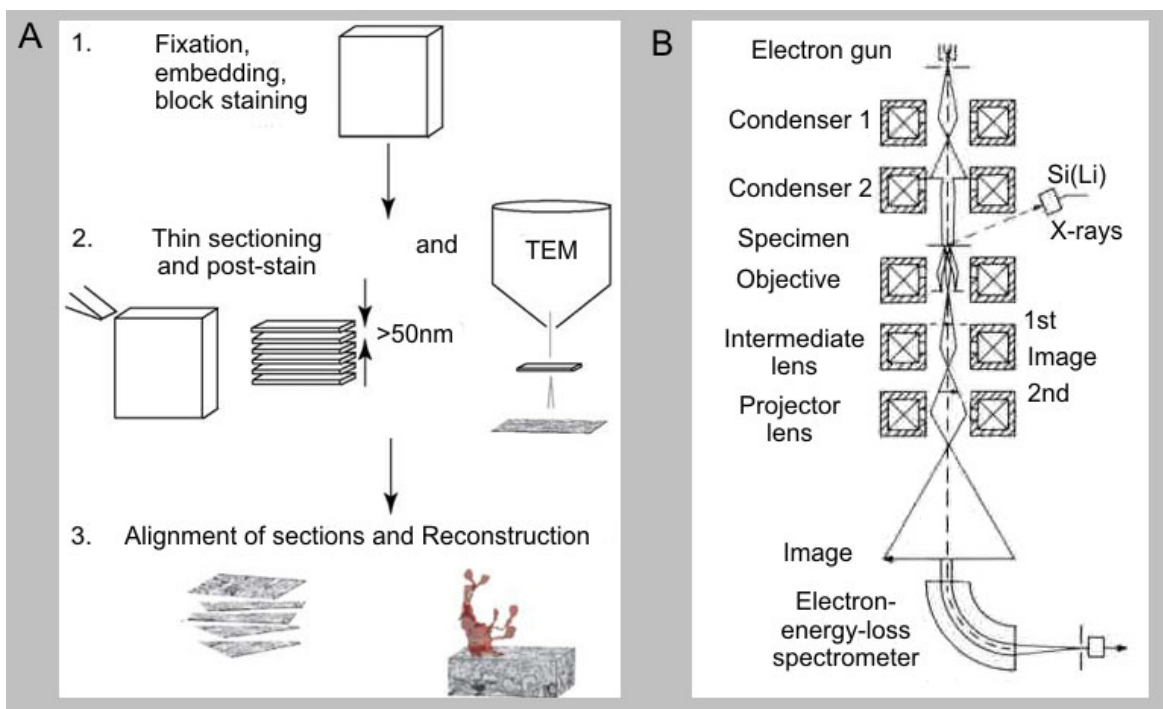 A
1. Fixation,
embedding,
block staining
2. Thin sectioning
and post-stain
and
TEM
>50nm
3. Alignment of sections and Reconstruction
B
Electron gun
Condenser 1
Condenser 2
Si(Li)
X-rays
Specimen
Objective
1st
Intermediate
lens
Image
2nd
Projector
lens
Image
Electron-
energy-loss
spectrometer